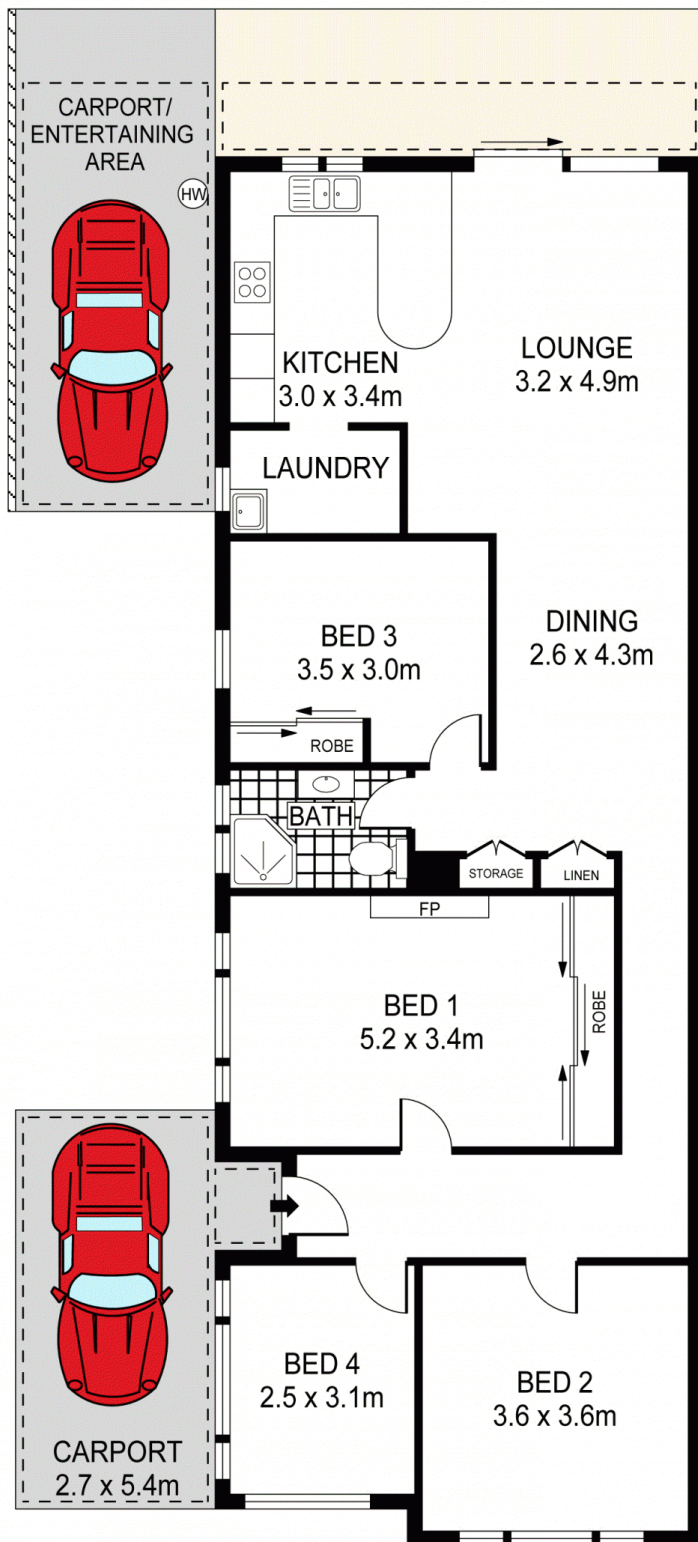 CARPORT/
ENTERTAINING
AREA
HW
KITCHEN
3.0 x 3.4m
LOUNGE
3.2 x 4.9m
LAUNDRY
BED 3
3.5 x 3.0m
DINING
2.6 x 4.3m
ROBE
BATH
STORAGE
LINEN
FP
BED 1
5.2 x 3.4m
ROBE
BED 4
2.5 x 3.1m
BED 2
3.6 x 3.6m
CARPORT
2.7 x 5.4m